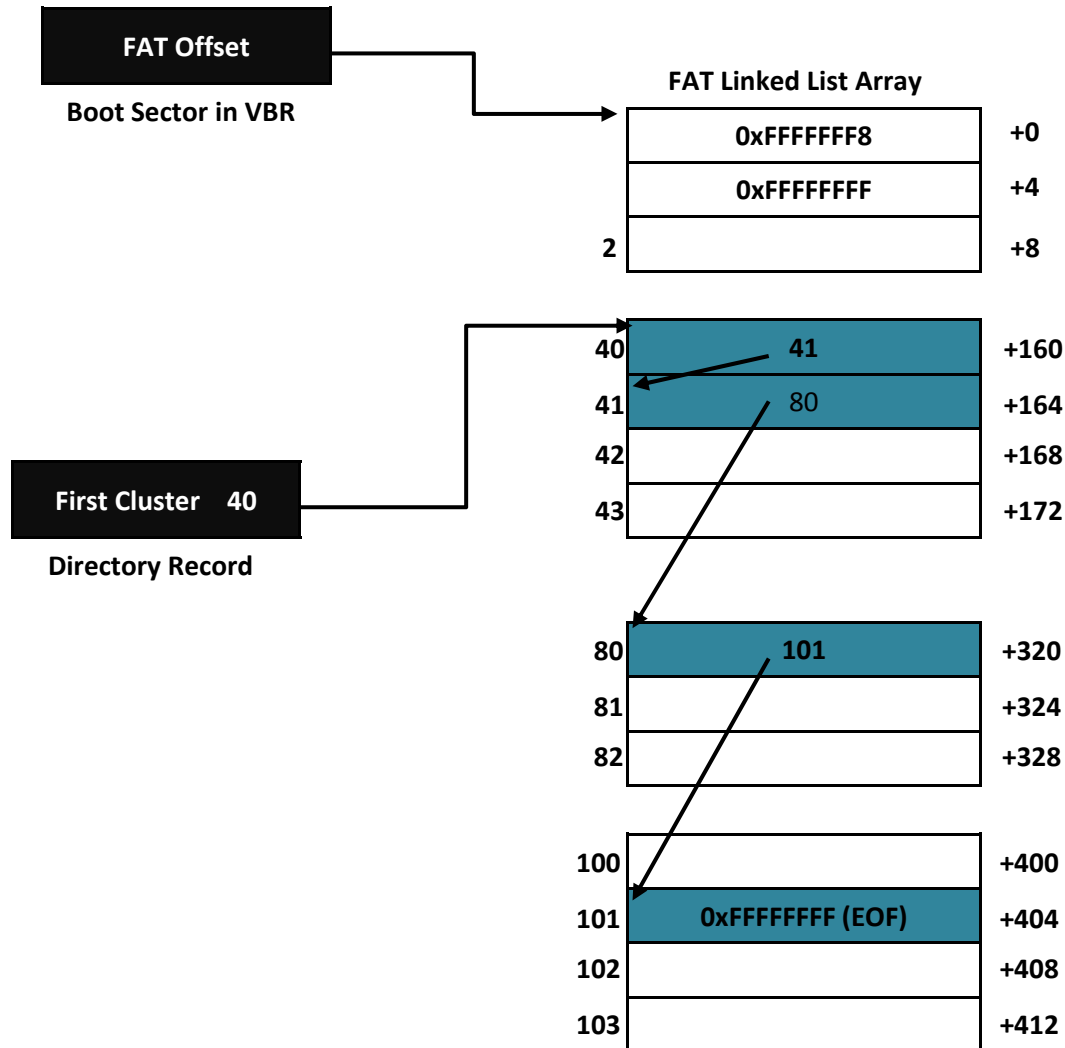 FAT Offset
Boot Sector in VBR
FAT Linked List Array
0xFFFFFFF8 +0
0xFFFFFFFF +4
2 +8
40 41 +160
41 80 +164
42 +168
43 +172
First Cluster 40
Directory Record
80 101 +320
81 +324
82 +328
100 +400
101 0xFFFFFFFF (EOF) +404
102 +408
103 +412